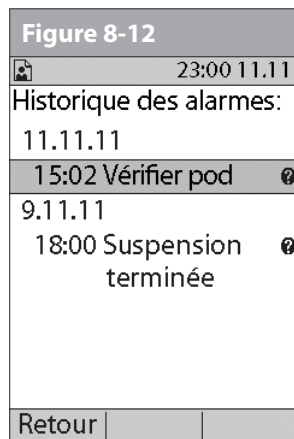 Figure 8-12
23:00 11.11
Historique des alarmes:
11.11.11
15:02 Vérifier pod ?
9.11.11
18:00 Suspension ?
terminée
Retour